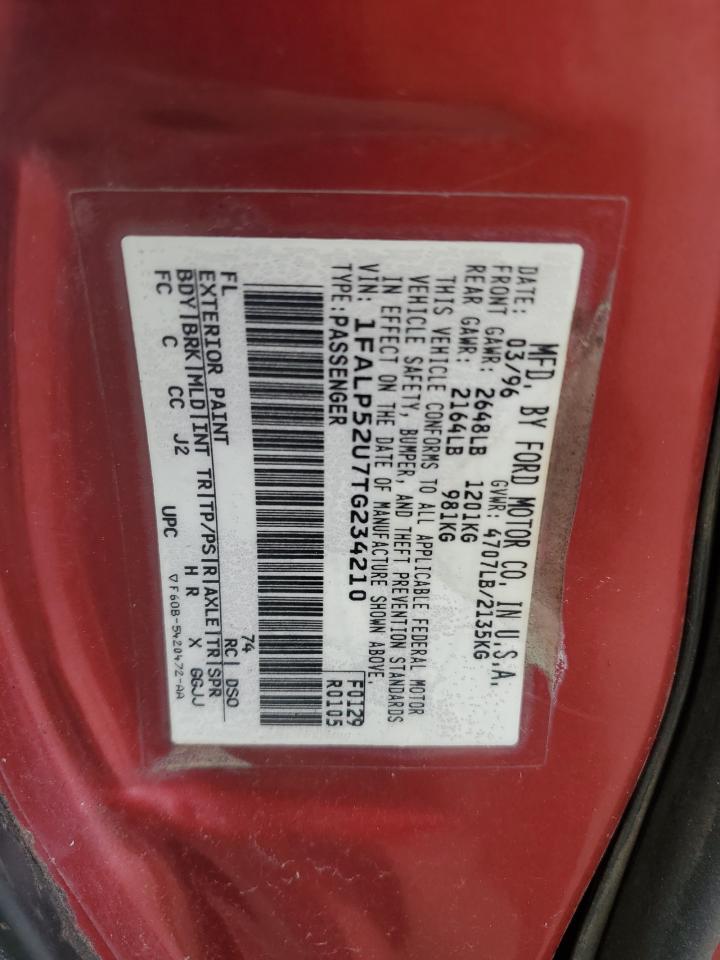 MFD. BY FORD MOTOR CO. IN U.S.A.
DATE: 03/96 GVWR: 4707LB/2135KG
FRONT GAWR: 2648LB 1201KG
REAR GAWR: 2164LB 981KG
THIS VEHICLE CONFORMS TO ALL APPLICABLE FEDERAL MOTOR
VEHICLE SAFETY, BUMPER, AND THEFT PREVENTION STANDARDS
IN EFFECT ON THE DATE OF MANUFACTURE SHOWN ABOVE.
VIN: 1FALP52U7TG234210 F0129
TYPE: PASSENGER R0105
74
FL RC DSO
EXTERIOR PAINT
BDY BRK MLD INT TR TP/PS R AXLE TR SPR
FC C CC J2 H R X GGJJ
UPC ▽F60B-5420472-AA